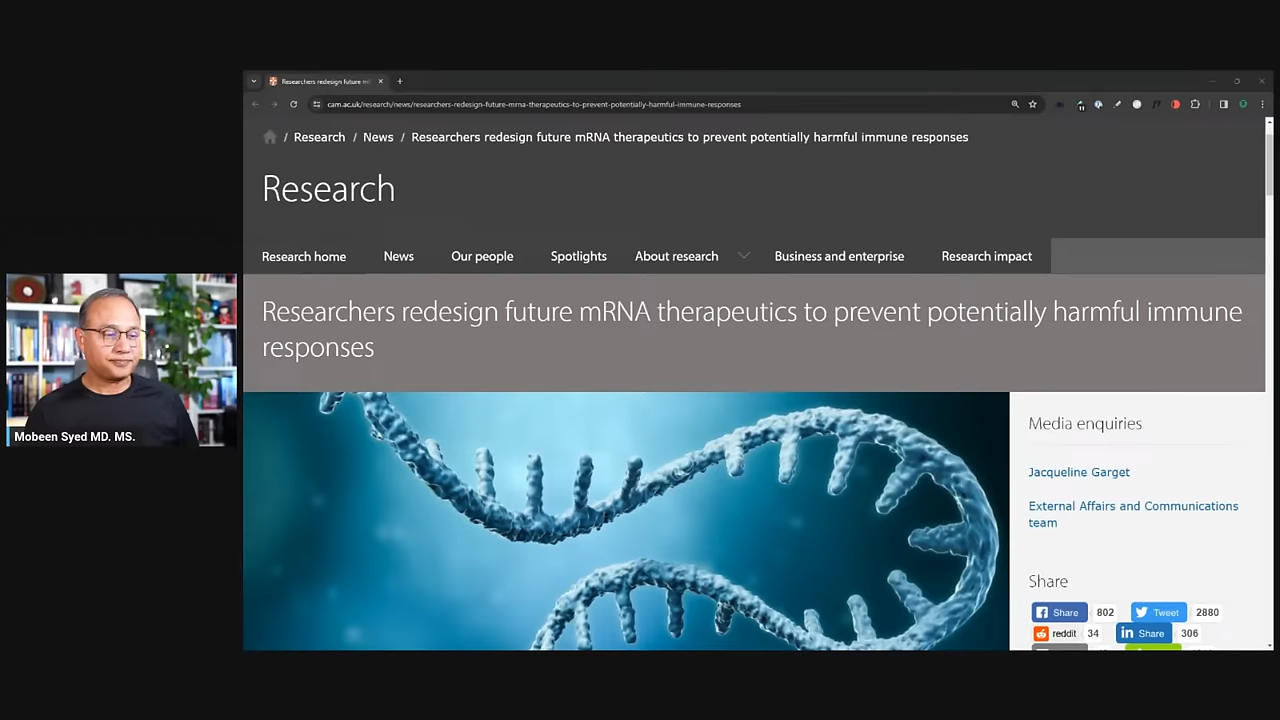 Researchers redesign future m
cam.ac.uk/research/news/researchers-redesign-future-mrna-therapeutics-to-prevent-potentially-harmful-immune-responses
/ Research / News / Researchers redesign future mRNA therapeutics to prevent potentially harmful immune responses
Research
Research home News Our people Spotlights About research Business and enterprise Research impact
Researchers redesign future mRNA therapeutics to prevent potentially harmful immune
responses
Mobeen Syed MD. MS.
Media enquiries
Jacqueline Garget
External Affairs and Communications
team
Share
Share 802 Tweet 2880
reddit 34 in Share 306